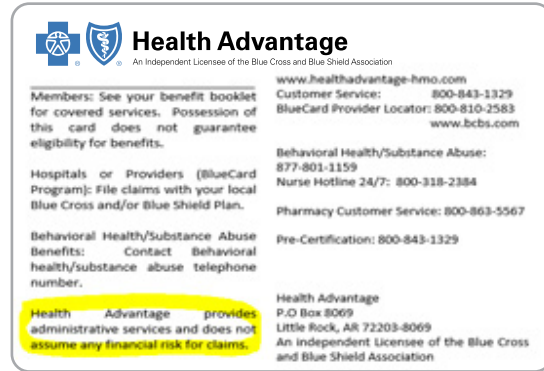 Health Advantage
An Independent Licensee of the Blue Cross and Blue Shield Association
Members: See your benefit booklet
for covered services. Possession of
this card does not guarantee
eligibility for benefits.
Hospitals or Providers (BlueCard
Program): File claims with your local
Blue Cross and/or Blue Shield Plan.
Behavioral Health/Substance Abuse
Benefits: Contact Behavioral
health/substance abuse telephone
number.
Health Advantage provides
administrative services and does not
assume any financial risk for claims.
www.healthadvantage-hmo.com
Customer Service: 800-843-1329
BlueCard Provider Locator: 800-810-2583
www.bcbs.com
Behavioral Health/Substance Abuse:
877-801-1159
Nurse Hotline 24/7: 800-318-2384
Pharmacy Customer Service: 800-863-5567
Pre-Certification: 800-843-1329
Health Advantage
P.O Box 8069
Little Rock, AR 72203-8069
An independent Licensee of the Blue Cross
and Blue Shield Association